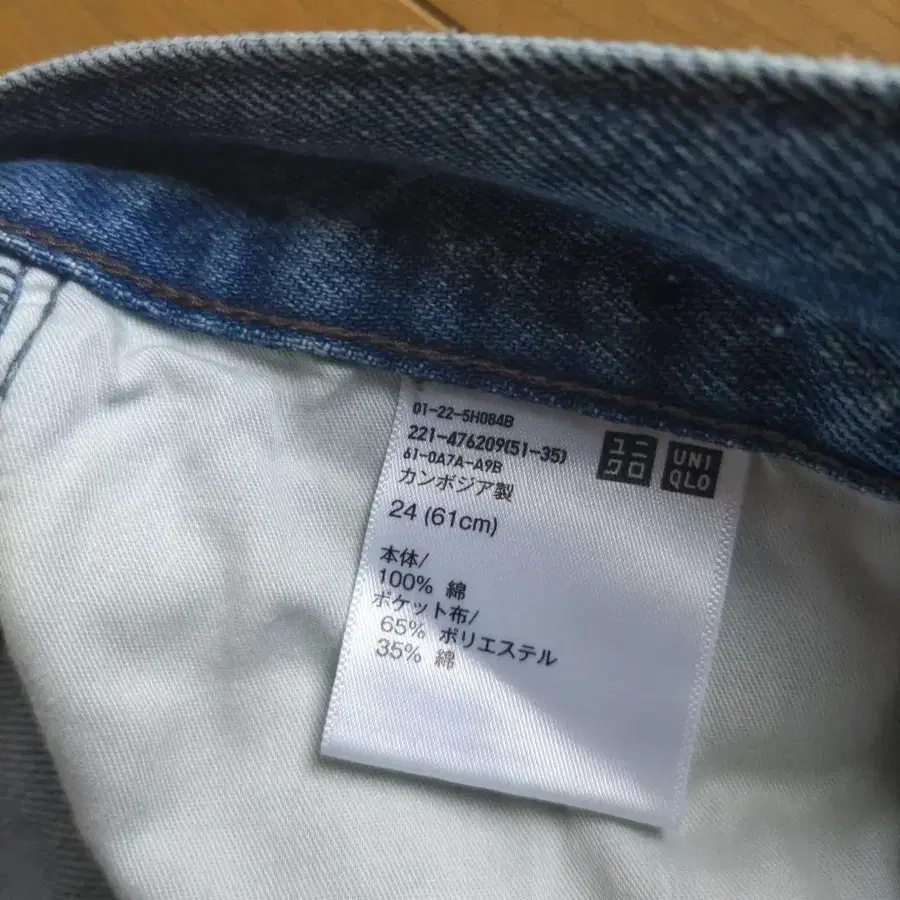 01-22-5H084B
221-476209(51-35)
61-0A7A-A9B
カンボジア製
24 (61cm)
本体/
100% 綿
ポケット布/
65% ポリエステル
35% 綿
ユニ
クロ
UNI
QLO